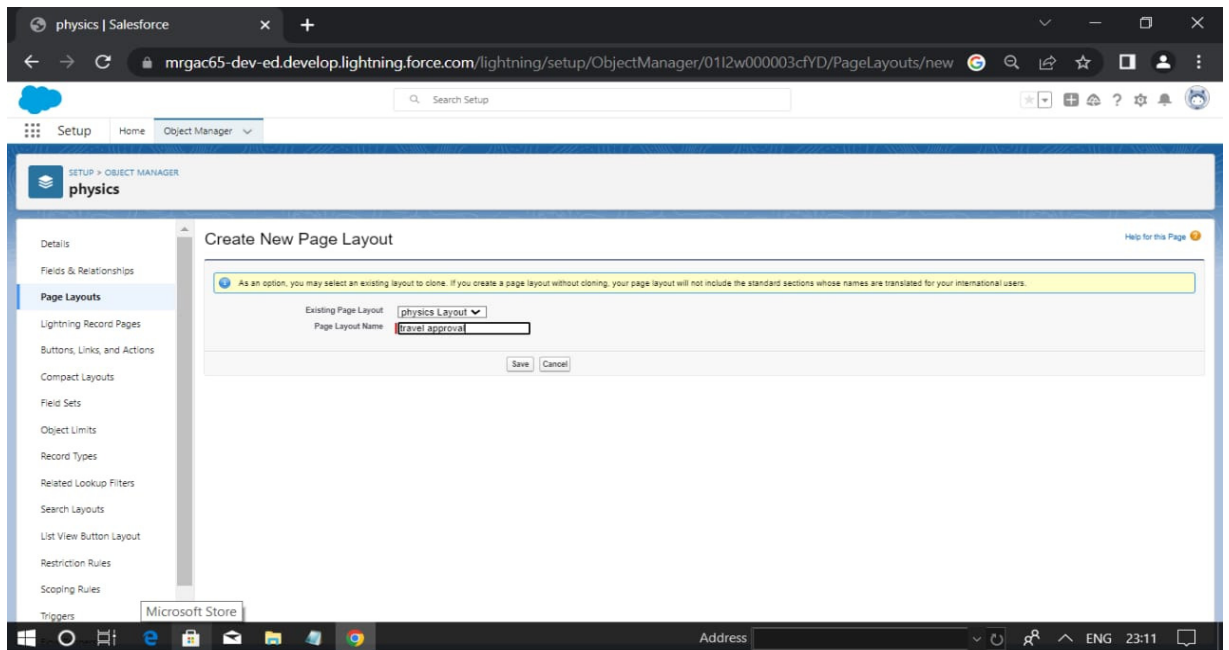 physics | Salesforce
mrgac65-dev-ed.develop.lightning.force.com/lightning/setup/ObjectManager/01I2w000003cfYD/PageLayouts/new
Search Setup
Setup Home Object Manager
SETUP > OBJECT MANAGER
physics
Details
Fields & Relationships
Page Layouts
Lightning Record Pages
Buttons, Links, and Actions
Compact Layouts
Field Sets
Object Limits
Record Types
Related Lookup Filters
Search Layouts
List View Button Layout
Restriction Rules
Scoping Rules
Triggers
Create New Page Layout
Help for this Page
As an option, you may select an existing layout to clone. If you create a page layout without cloning, your page layout will not include the standard sections whose names are translated for your international users.
Existing Page Layout physics Layout
Page Layout Name travel approval
Save Cancel
Microsoft Store
Address ENG 23:11